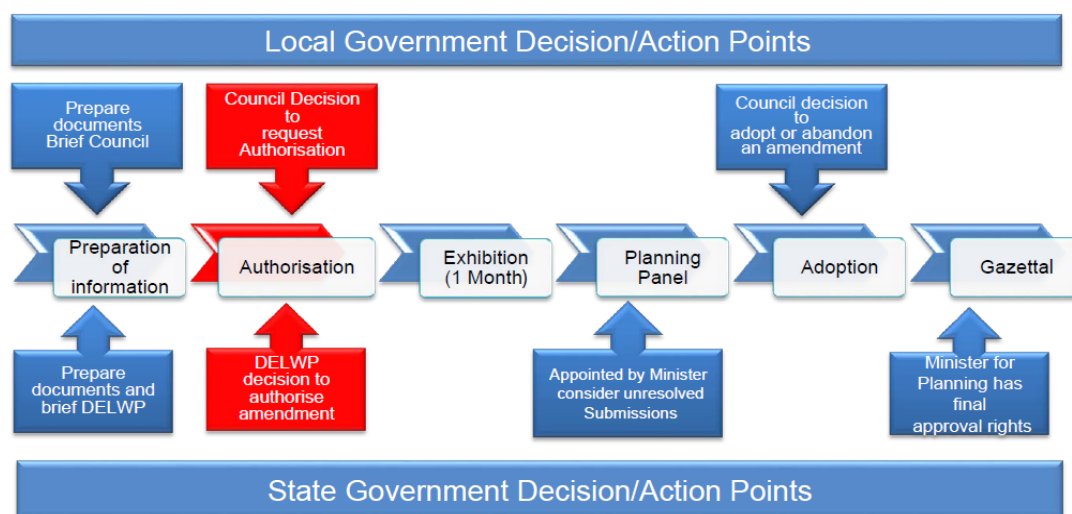 Local Government Decision/Action Points
Prepare
documents
Brief Council
Council Decision
to
request
Authorisation
Council decision
to
adopt or abandon
an amendment
Preparation
of
information
Authorisation
Exhibition
(1 Month)
Planning
Panel
Adoption
Gazettal
Prepare
documents and
brief DELWP
DELWP
decision to
authorise
amendment
Appointed by Minister
consider unresolved
Submissions
Minister for
Planning has
final
approval rights
State Government Decision/Action Points